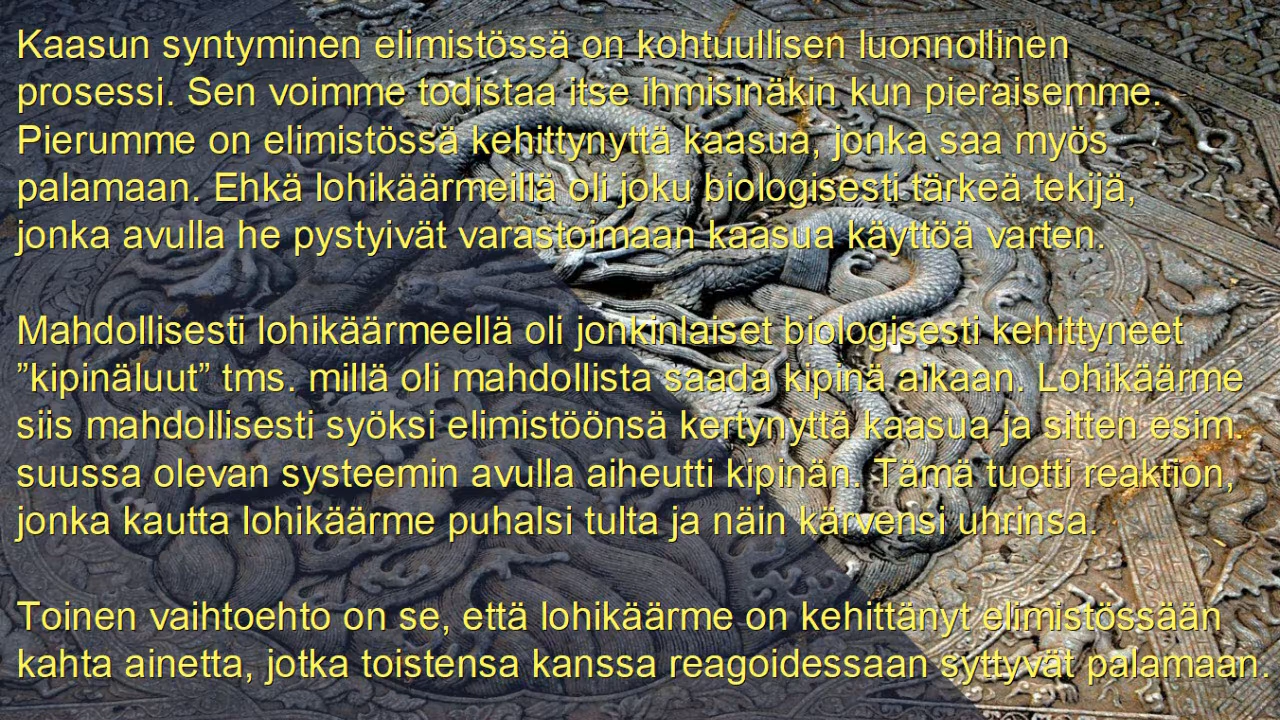 Kaasun syntyminen elimistössä on kohtuullisen luonnollinen
prosessi. Sen voimme todistaa itse ihmisinäkin kun pieraisemme.
Pierumme on elimistössä kehittynyttä kaasua, jonka saa myös
palamaan. Ehkä lohikäärmeillä oli joku biologisesti tärkeä tekijä,
jonka avulla he pystyivät varastoimaan kaasua käyttöä varten.
Mahdollisesti lohikäärmeellä oli jonkinlaiset biologisesti kehittyneet
”kipinäluut” tms. millä oli mahdollista saada kipinä aikaan. Lohikäärme
siis mahdollisesti syöksi elimistöönsä kertynyttä kaasua ja sitten esim.
suussa olevan systeemin avulla aiheutti kipinän. Tämä tuotti reaktion,
jonka kautta lohikäärme puhalsi tulta ja näin kärvensi uhrinsa.
Toinen vaihtoehto on se, että lohikäärme on kehittänyt elimistössään
kahta ainetta, jotka toistensa kanssa reagoidessaan syttyvät palamaan.